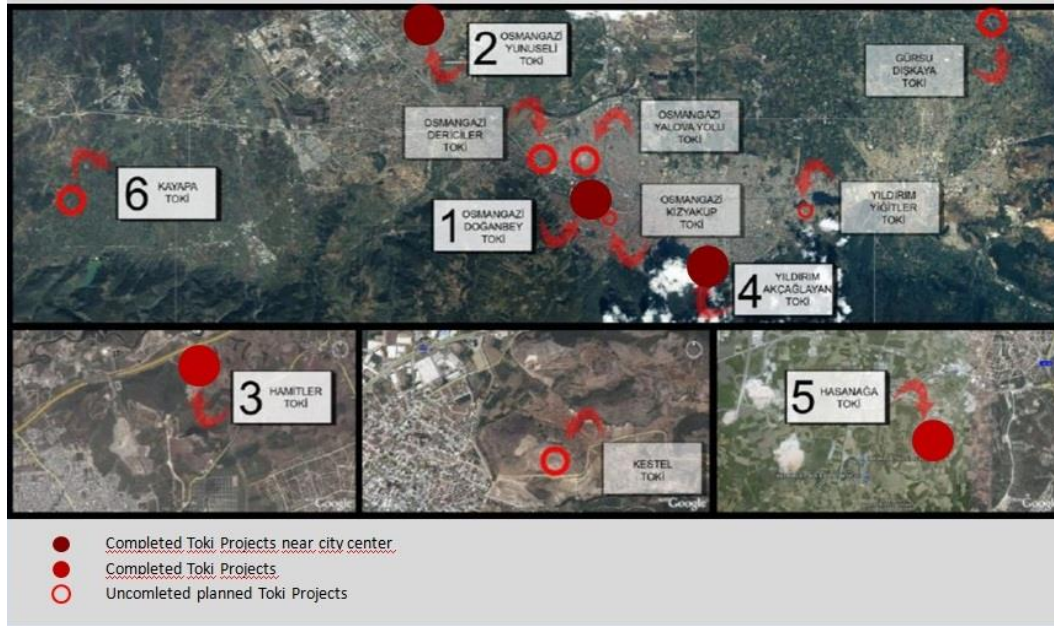 2 OSMANGAZİ
YUNUSELİ
TOKİ
GÜRSU
DIŞKAYA
TOKİ
OSMANGAZİ
DERİCİLER
TOKİ
OSMANGAZİ
YALOVA YOLU
TOKİ
6 KAYAPA
TOKİ
1 OSMANGAZİ
DOĞANBEY
TOKİ
OSMANGAZİ
KIZYAKUP
TOKİ
YILDIRIM
YİĞİTLER
TOKİ
4 YILDIRIM
AKÇAĞLAYAN
TOKİ
3 HAMİTLER
TOKİ
Google
KESTEL
TOKİ
Google
5 HASANAĞA
TOKİ
Google
Completed Toki Projects near city center
Completed Toki Projects
Uncomleted planned Toki Projects